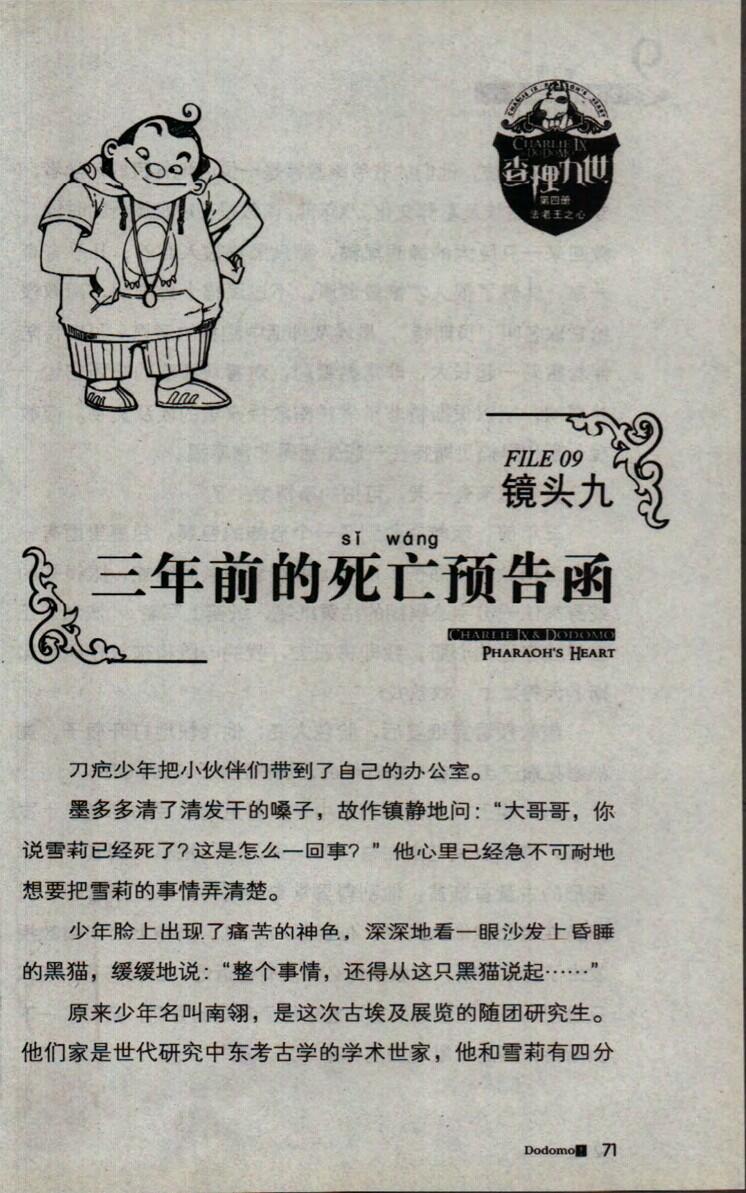 CHARLIE IX
DODOMO
查理九世
第四册
法老王之心
FILE 09
镜头九
sǐ wáng
三年前的死亡预告函
CHARLIE IX & DODOMO
PHARAOH'S HEART
刀疤少年把小伙伴们带到了自己的办公室。
墨多多清了清发干的嗓子，故作镇静地问：“大哥哥，你
说雪莉已经死了？这是怎么一回事？”他心里已经急不可耐地
想要把雪莉的事情弄清楚。
少年脸上出现了痛苦的神色，深深地看一眼沙发上昏睡
的黑猫，缓缓地说：“整个事情，还得从这只黑猫说起……”
原来少年名叫南翎，是这次古埃及展览的随团研究生。
他们家是世代研究中东考古学的学术世家，他和雪莉有四分
Dodomo 71